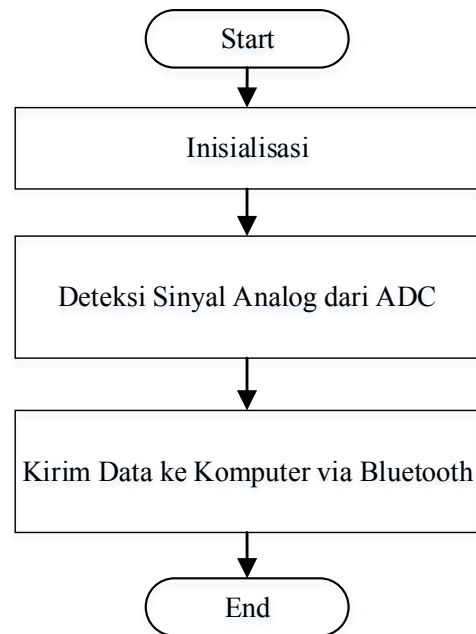 Start
Inisialisasi
Deteksi Sinyal Analog dari ADC
Kirim Data ke Komputer via Bluetooth
End